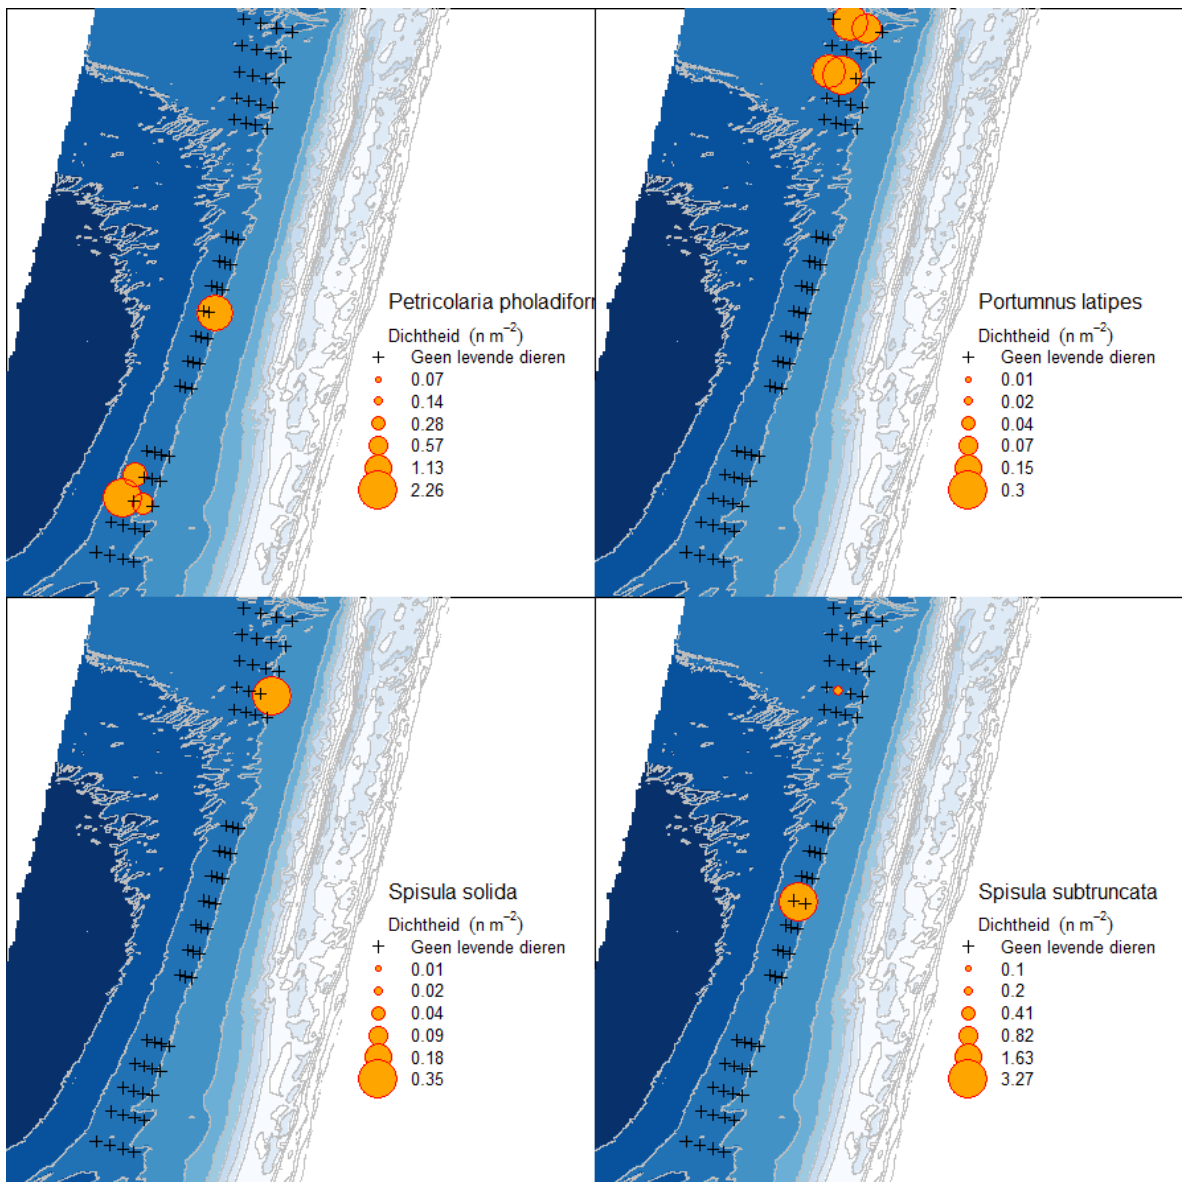 Petricolaria pholadiforn
Dichtheid (n m⁻²)
Geen levende dieren
0.07
0.14
0.28
0.57
1.13
2.26
Portumnus latipes
Dichtheid (n m⁻²)
Geen levende dieren
0.01
0.02
0.04
0.07
0.15
0.3
Spisula solida
Dichtheid (n m⁻²)
Geen levende dieren
0.01
0.02
0.04
0.09
0.18
0.35
Spisula subtruncata
Dichtheid (n m⁻²)
Geen levende dieren
0.1
0.2
0.41
0.82
1.63
3.27